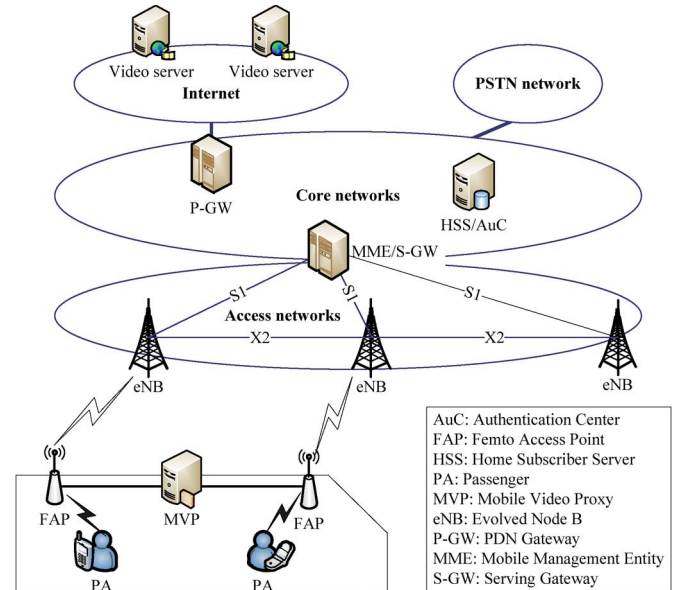 Video server
Video server
Internet
PSTN network
P-GW
Core networks
HSS/AuC
MME/S-GW
S1
S1
S1
Access networks
X2
X2
eNB
eNB
eNB
FAP
MVP
FAP
PA
PA
AuC: Authentication Center
FAP: Femto Access Point
HSS: Home Subscriber Server
PA: Passenger
MVP: Mobile Video Proxy
eNB: Evolved Node B
P-GW: PDN Gateway
MME: Mobile Management Entity
S-GW: Serving Gateway